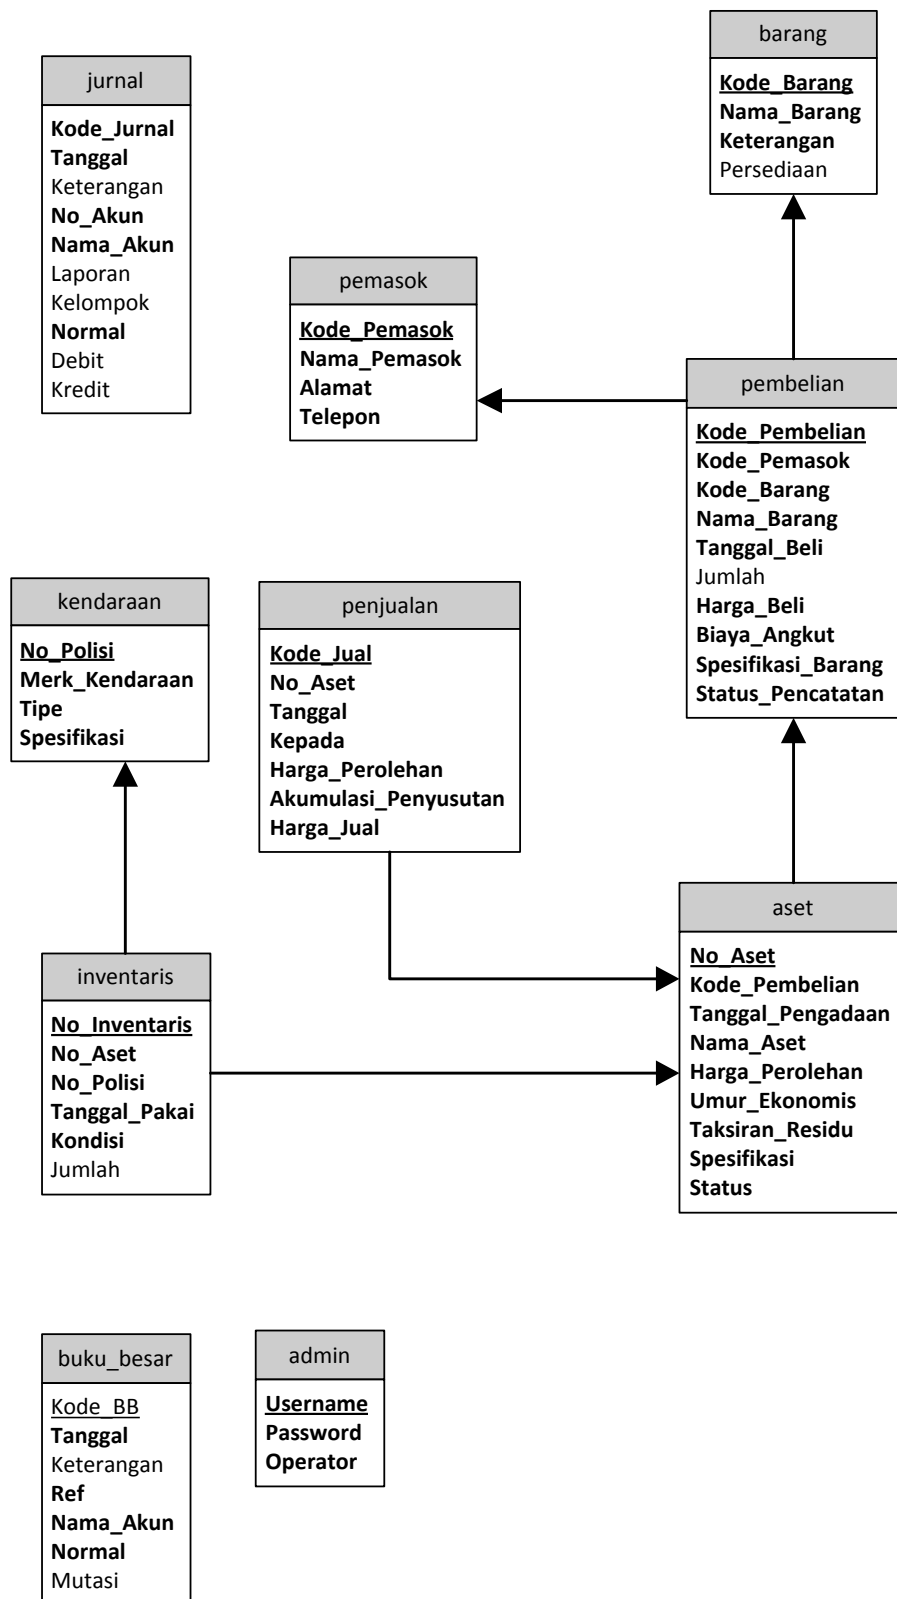 barang
Kode_Barang
Nama_Barang
Keterangan
Persediaan
jurnal
Kode_Jurnal
Tanggal
Keterangan
No_Akun
Nama_Akun
Laporan
Kelompok
Normal
Debit
Kredit
pemasok
Kode_Pemasok
Nama_Pemasok
Alamat
Telepon
pembelian
Kode_Pembelian
Kode_Pemasok
Kode_Barang
Nama_Barang
Tanggal_Beli
Jumlah
Harga_Beli
Biaya_Angkut
Spesifikasi_Barang
Status_Pencatatan
kendaraan
No_Polisi
Merk_Kendaraan
Tipe
Spesifikasi
penjualan
Kode_Jual
No_Aset
Tanggal
Kepada
Harga_Perolehan
Akumulasi_Penyusutan
Harga_Jual
aset
No_Aset
Kode_Pembelian
Tanggal_Pengadaan
Nama_Aset
Harga_Perolehan
Umur_Ekonomis
Taksiran_Residu
Spesifikasi
Status
inventaris
No_Inventaris
No_Aset
No_Polisi
Tanggal_Pakai
Kondisi
Jumlah
buku_besar
Kode_BB
Tanggal
Keterangan
Ref
Nama_Akun
Normal
Mutasi
admin
Username
Password
Operator